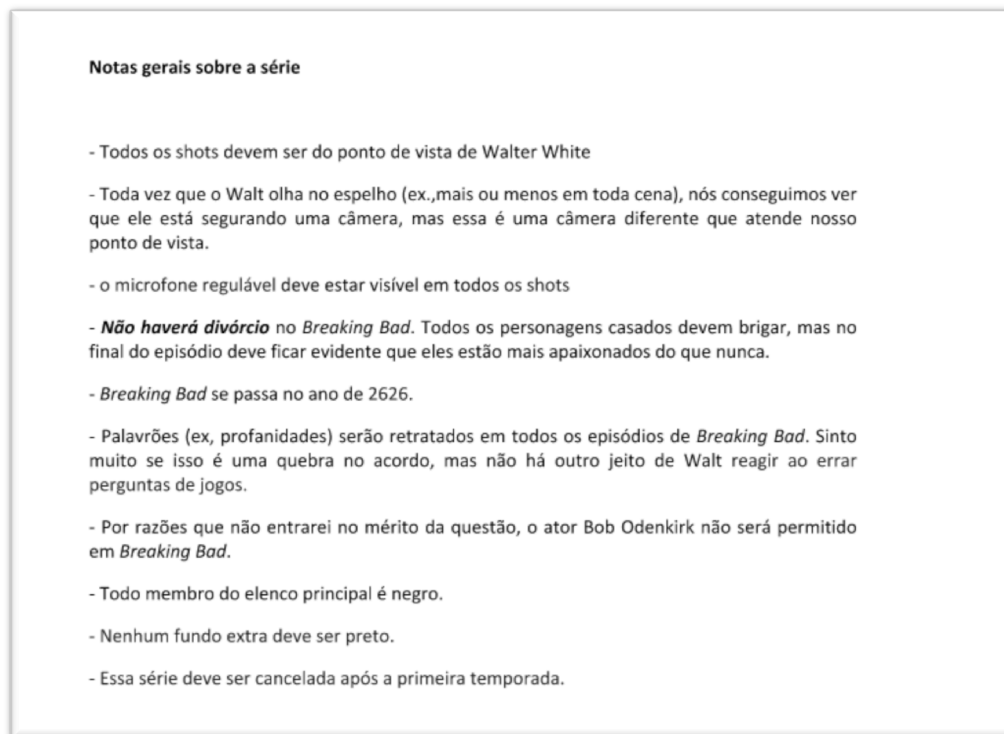 Notas gerais sobre a série
- Todos os shots devem ser do ponto de vista de Walter White
- Toda vez que o Walt olha no espelho (ex.,mais ou menos em toda cena), nós conseguimos ver
que ele está segurando uma câmera, mas essa é uma câmera diferente que atende nosso
ponto de vista.
- o microfone regulável deve estar visível em todos os shots
- Não haverá divórcio no Breaking Bad. Todos os personagens casados devem brigar, mas no
final do episódio deve ficar evidente que eles estão mais apaixonados do que nunca.
- Breaking Bad se passa no ano de 2626.
- Palavrões (ex, profanidades) serão retratados em todos os episódios de Breaking Bad. Sinto
muito se isso é uma quebra no acordo, mas não há outro jeito de Walt reagir ao errar
perguntas de jogos.
- Por razões que não entrarei no mérito da questão, o ator Bob Odenkirk não será permitido
em Breaking Bad.
- Todo membro do elenco principal é negro.
- Nenhum fundo extra deve ser preto.
- Essa série deve ser cancelada após a primeira temporada.